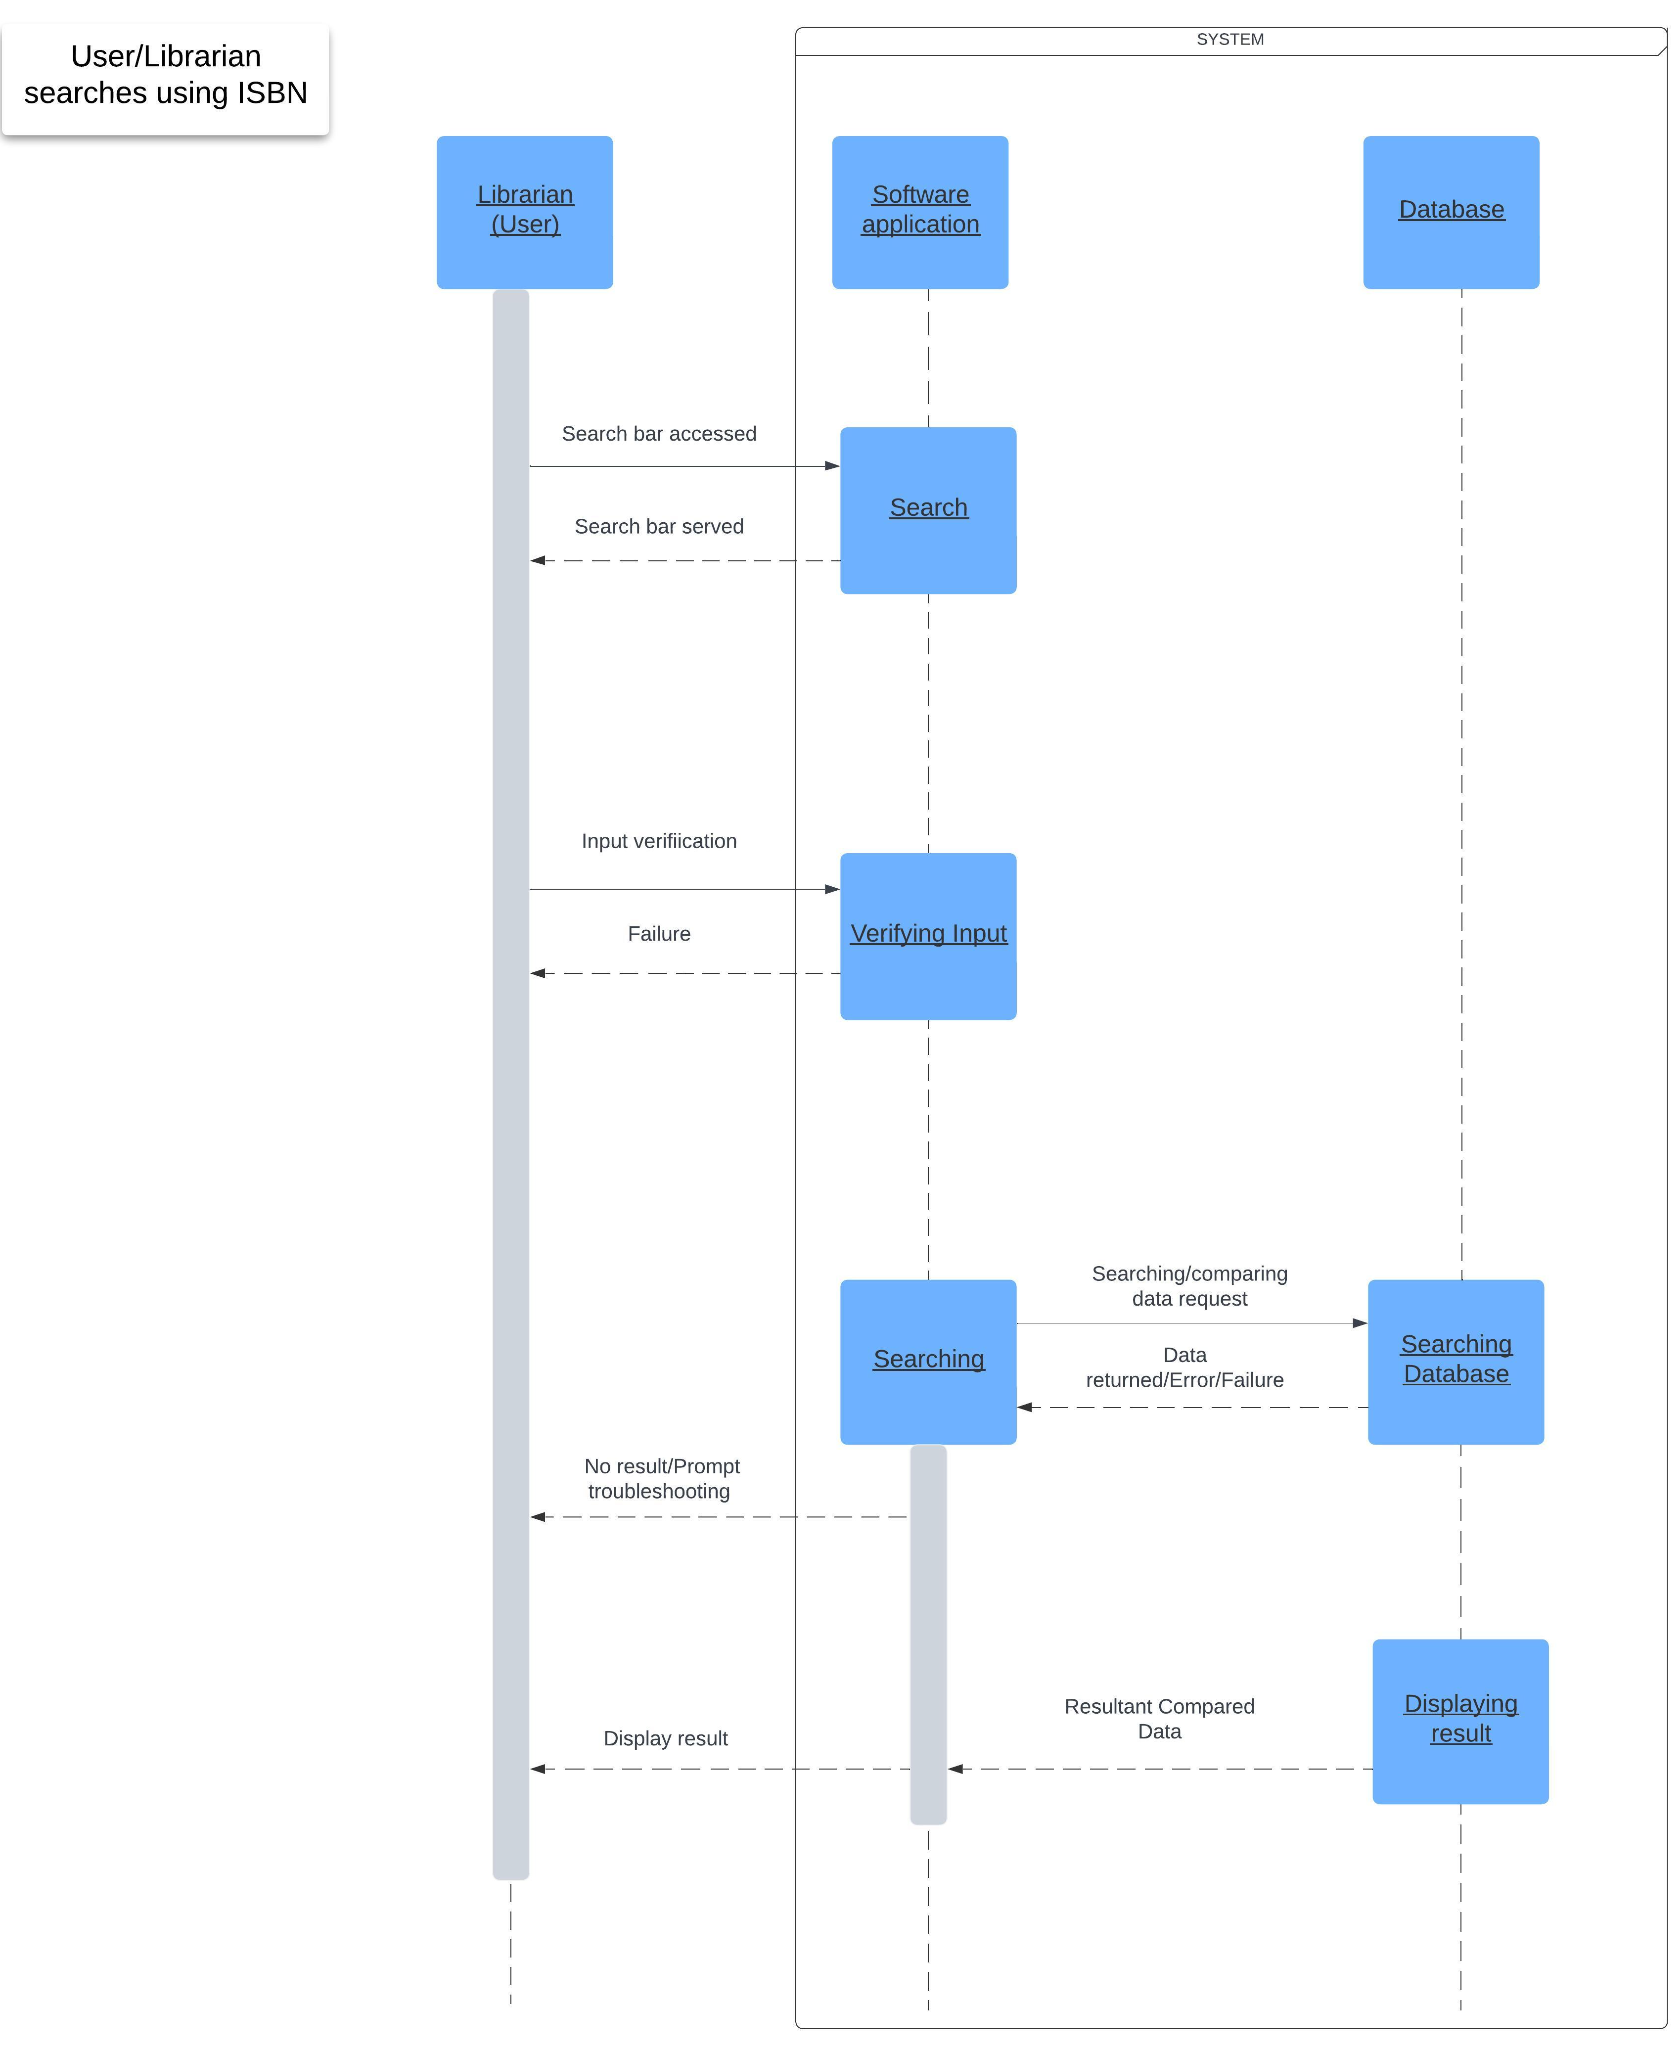 User/Librarian
searches using ISBN
SYSTEM
Librarian
(User)
Software
application
Database
Search bar accessed
Search
Search bar served
Input verifiication
Verifying Input
Failure
Searching/comparing
data request
Searching
Searching
Database
Data
returned/Error/Failure
No result/Prompt
troubleshooting
Displaying
result
Resultant Compared
Data
Display result